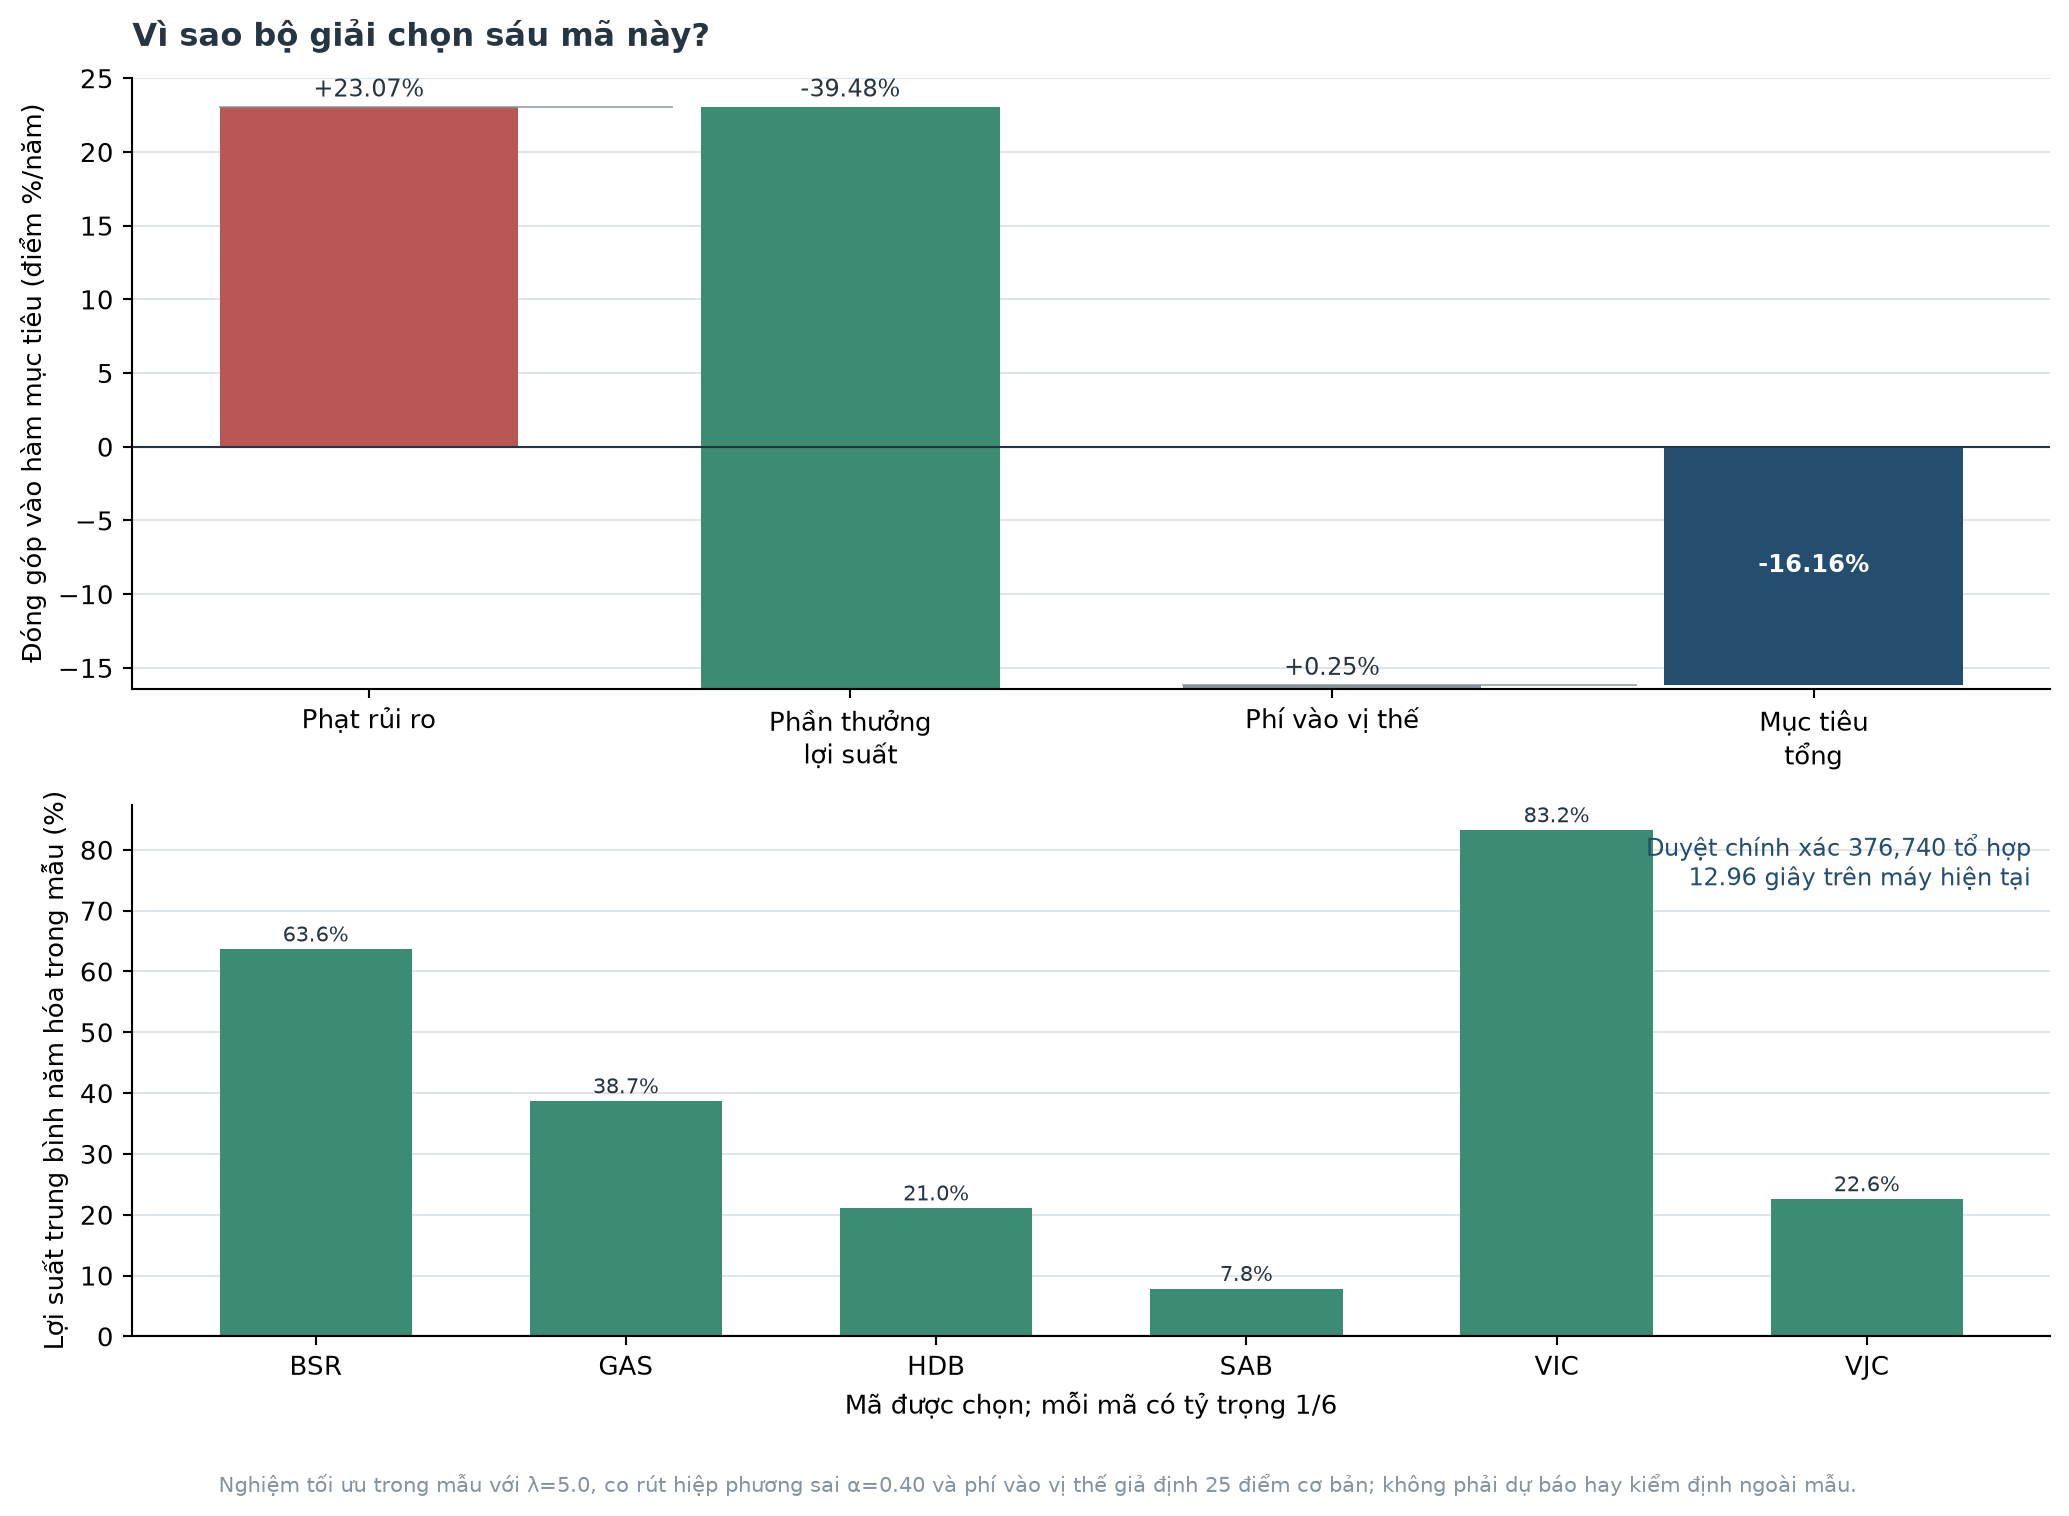 Vì sao bộ giải chọn sáu mã này?
Đóng góp vào hàm mục tiêu (điểm %/năm)
25
20
15
10
5
0
−5
−10
−15
+23.07%
-39.48%
+0.25%
-16.16%
Phạt rủi ro
Phần thưởng
lợi suất
Phí vào vị thế
Mục tiêu
tổng
Lợi suất trung bình năm hóa trong mẫu (%)
80
70
60
50
40
30
20
10
0
63.6%
38.7%
21.0%
7.8%
83.2%
22.6%
Duyệt chính xác 376,740 tổ hợp
12.96 giây trên máy hiện tại
BSR
GAS
HDB
SAB
VIC
VJC
Mã được chọn; mỗi mã có tỷ trọng 1/6
Nghiệm tối ưu trong mẫu với λ=5.0, co rút hiệp phương sai α=0.40 và phí vào vị thế giả định 25 điểm cơ bản; không phải dự báo hay kiểm định ngoài mẫu.